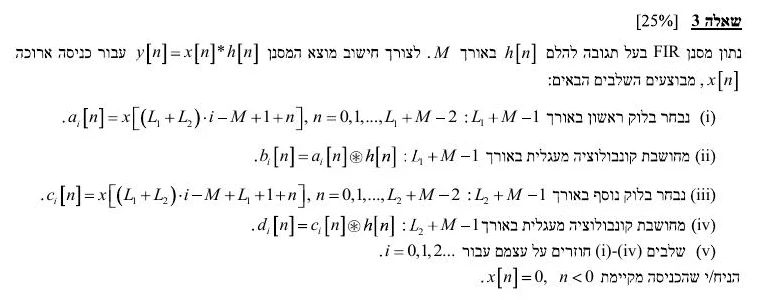 שאלה 3 [25%]
נתון מסנן FIR בעל תגובה להלם h[n] באורך M. לצורך חישוב מוצא המסנן y[n]=x[n]*h[n] עבור כניסה ארוכה
x[n], מבוצעים השלבים הבאים:
(i) נבחר בלוק ראשון באורך L₁+M−1: a_i[n]=x[(L₁+L₂)·i−M+1+n], n=0,1,...,L₁+M−2.
(ii) מחושבת קונבולוציה מעגלית באורך L₁+M−1: b_i[n]=a_i[n]⊛h[n].
(iii) נבחר בלוק נוסף באורך L₂+M−1: c_i[n]=x[(L₁+L₂)·i−M+L₁+1+n], n=0,1,...,L₂+M−2.
(iv) מחושבת קונבולוציה מעגלית באורך L₂+M−1: d_i[n]=c_i[n]⊛h[n].
(v) שלבים (i)-(iv) חוזרים על עצמם עבור i=0,1,2....
הניח/י שהכניסה מקיימת x[n]=0, n<0.